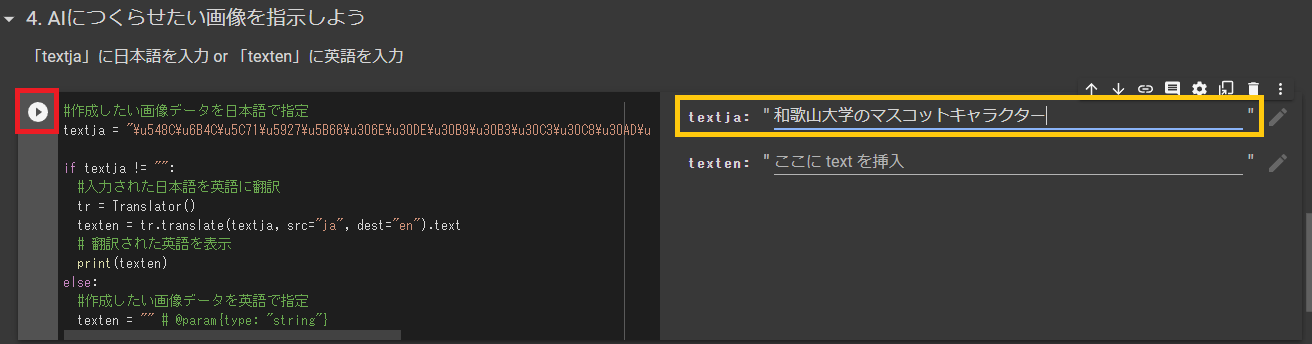 4. AIにつくらせたい画像を指示しよう
「textja」に日本語を入力 or 「texten」に英語を入力
#作成したい画像データを日本語で指定
textja = "¥u548C¥u6B4C¥u5C71¥u5927¥u5B66¥u306E¥u30DE¥u30B9¥u30B3¥u30C3¥u30C8¥u30AD¥u
if textja != "":
#入力された日本語を英語に翻訳
tr = Translator()
texten = tr.translate(textja, src="ja", dest="en").text
# 翻訳された英語を表示
print(texten)
else:
#作成したい画像データを英語で指定
texten = "" # @param{type: "string"}
textja: "和歌山大学のマスコットキャラクター"
texten: "ここに text を挿入"